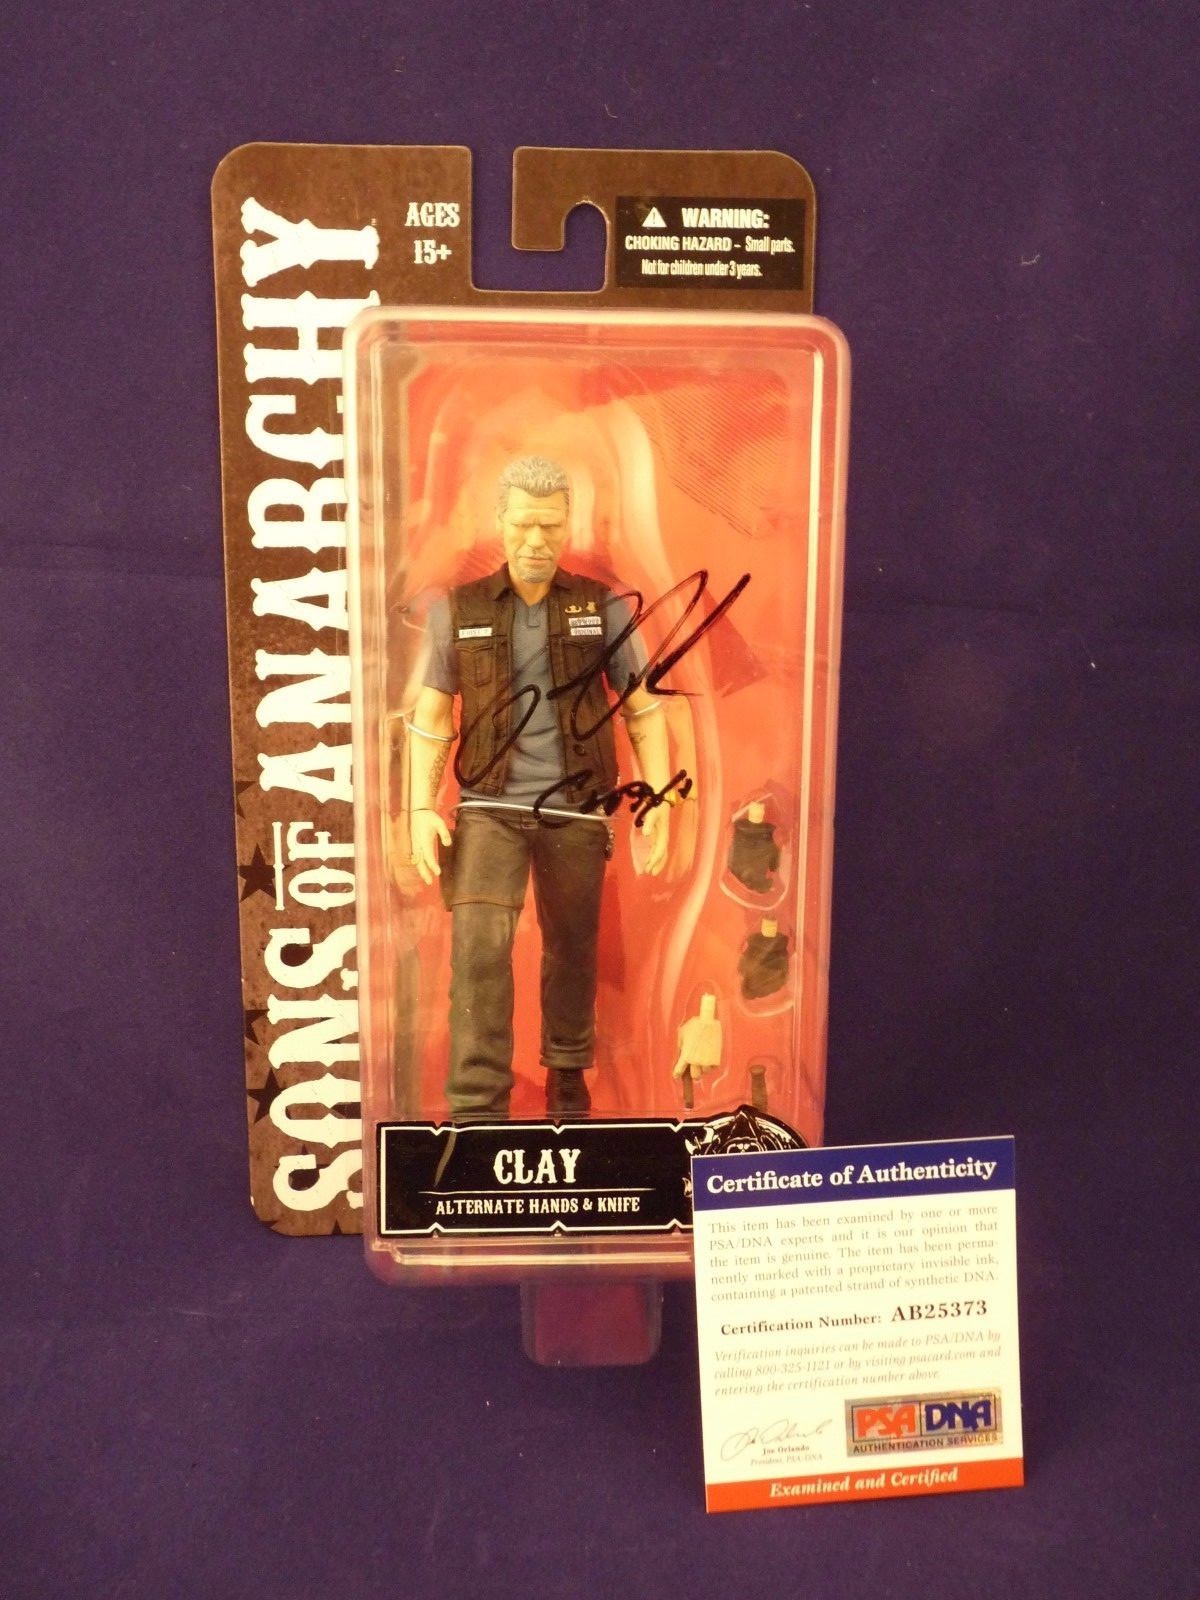 SONS OF ANARCHY
AGES
15+
WARNING:
CHOKING HAZARD - Small parts.
Not for children under 3 years.
CLAY
ALTERNATE HANDS & KNIFE
Certificate of Authenticity
This item has been examined by one or more
PSA/DNA experts and it is our opinion that
the item is genuine. The item has been perma-
nently marked with a proprietary invisible ink,
containing a patented strand of synthetic DNA.
Certification Number: AB25373
Verification inquiries can be made to PSA/DNA by
calling 800-325-1121 or by visiting psacard.com and
entering the certification number above.
Joe Orlando
President, PSA/DNA
PSA DNA
AUTHENTICATION SERVICES
Examined and Certified